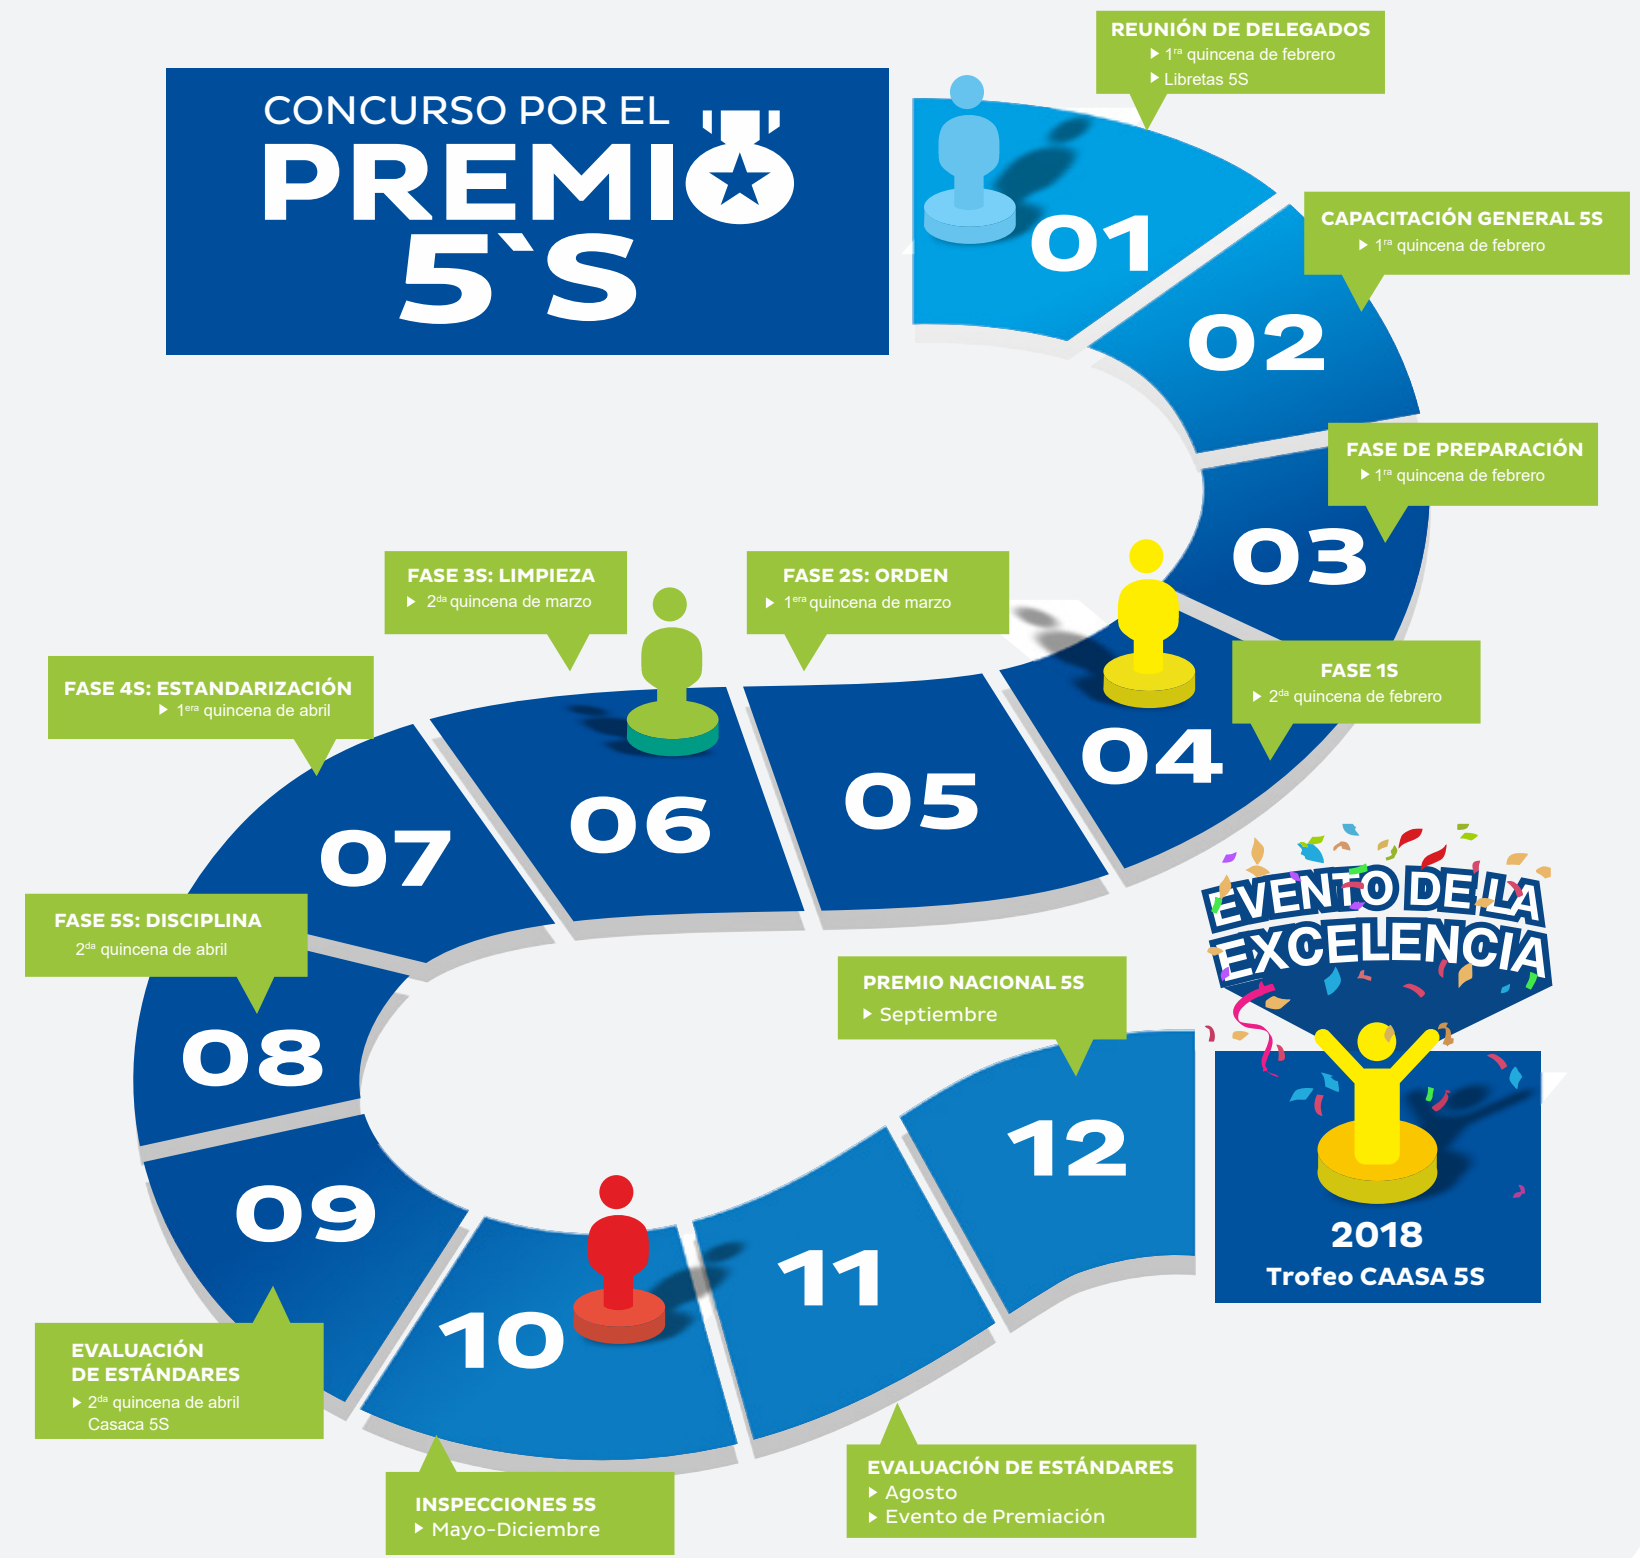 CONCURSO POR EL
PREMIO
5`S
REUNIÓN DE DELEGADOS
1ra quincena de febrero
Libretas 5S
01
CAPACITACIÓN GENERAL 5S
1ra quincena de febrero
02
FASE DE PREPARACIÓN
1ra quincena de febrero
03
FASE 1S
2da quincena de febrero
04
FASE 2S: ORDEN
1era quincena de marzo
05
FASE 3S: LIMPIEZA
2da quincena de marzo
06
FASE 4S: ESTANDARIZACIÓN
1era quincena de abril
07
FASE 5S: DISCIPLINA
2da quincena de abril
08
09
EVALUACIÓN
DE ESTÁNDARES
2da quincena de abril
Casaca 5S
10
INSPECCIONES 5S
Mayo-Diciembre
11
EVALUACIÓN DE ESTÁNDARES
Agosto
Evento de Premiación
PREMIO NACIONAL 5S
Septiembre
12
EVENTO DE LA
EXCELENCIA
2018
Trofeo CAASA 5S